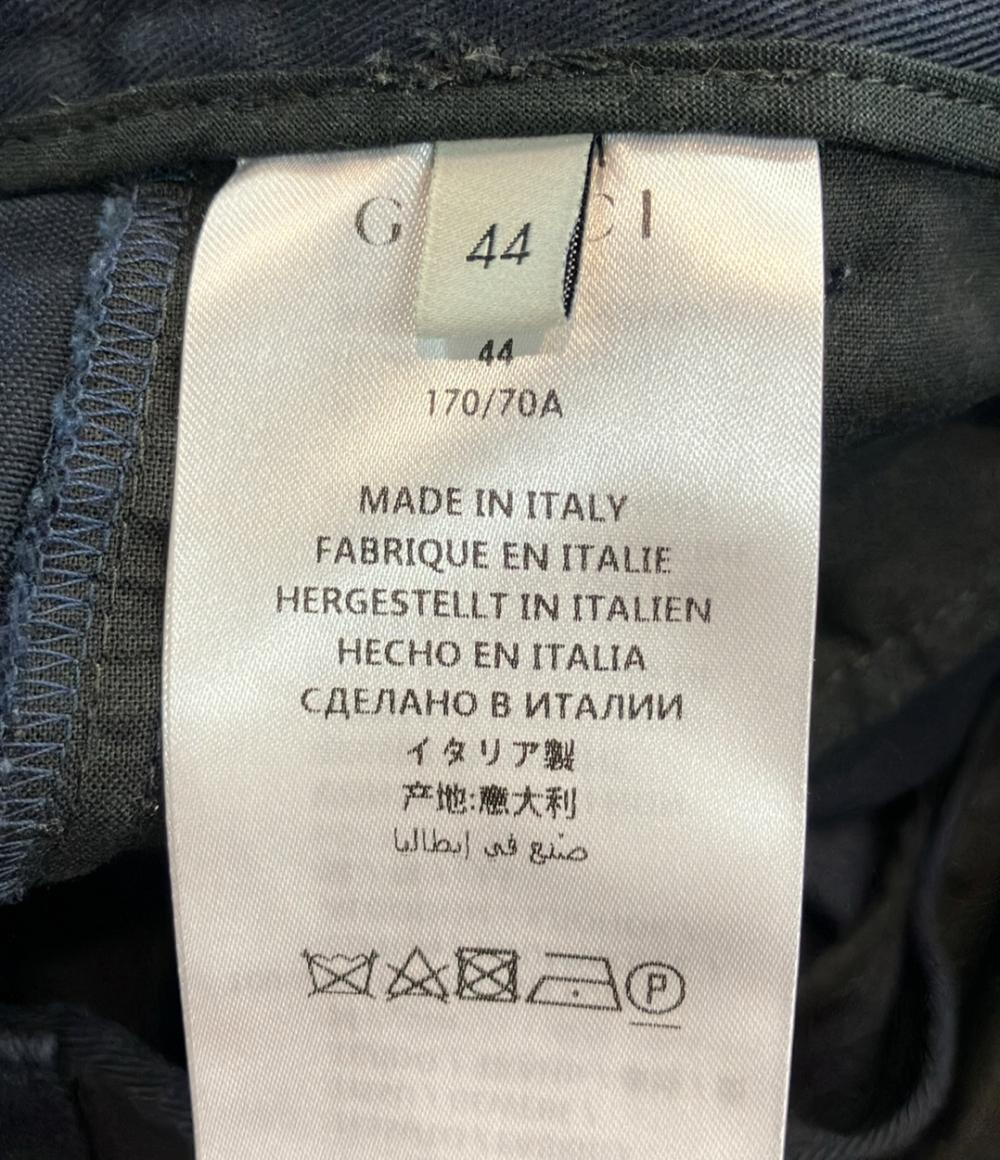 44
44
170/70A
MADE IN ITALY
FABRIQUE EN ITALIE
HERGESTELLT IN ITALIEN
HECHO EN ITALIA
СДЕЛАНО В ИТАЛИИ
イタリア製
产地:意大利
صنع في إيطاليا
P